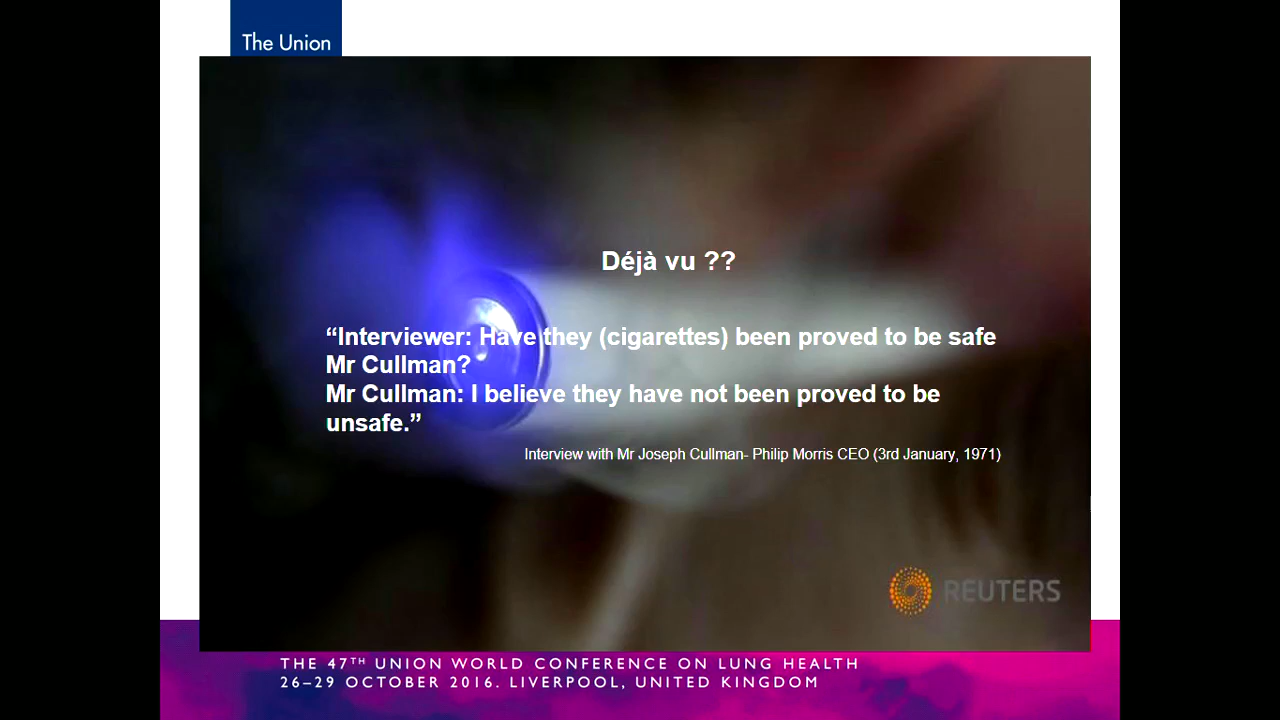 The Union
Déjà vu ??
“Interviewer: Have they (cigarettes) been proved to be safe
Mr Cullman?
Mr Cullman: I believe they have not been proved to be
unsafe.”
Interview with Mr Joseph Cullman- Philip Morris CEO (3rd January, 1971)
REUTERS
THE 47TH UNION WORLD CONFERENCE ON LUNG HEALTH
26–29 OCTOBER 2016. LIVERPOOL, UNITED KINGDOM